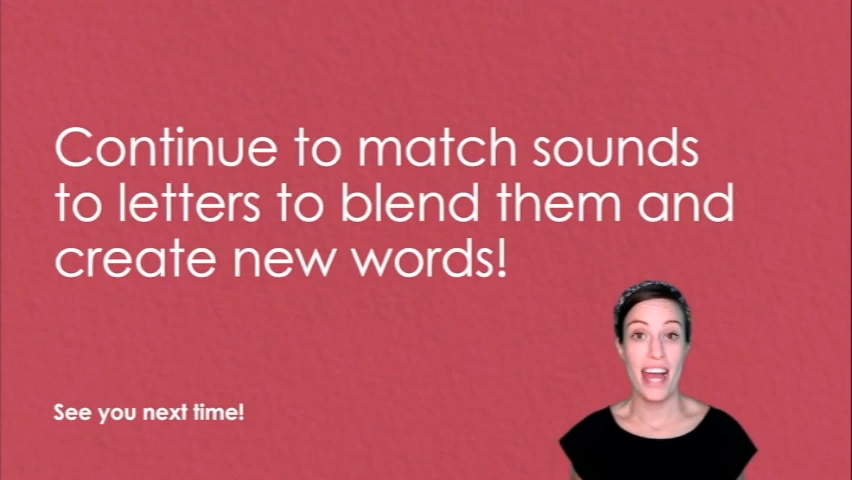 Continue to match sounds
to letters to blend them and
create new words!
See you next time!